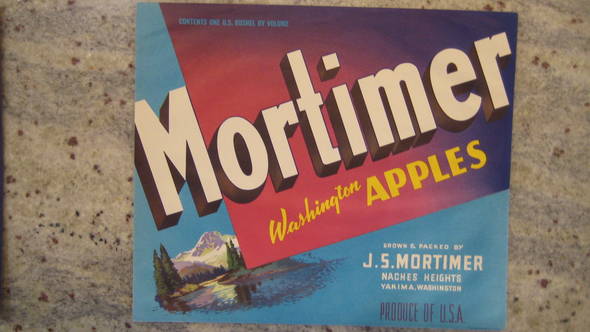 CONTENTS ONE U.S. BUSHEL BY VOLUME
Mortimer
Washington APPLES
GROWN & PACKED BY
J.S. MORTIMER
NACHES HEIGHTS
YAKIMA, WASHINGTON
PRODUCE OF U.S.A.